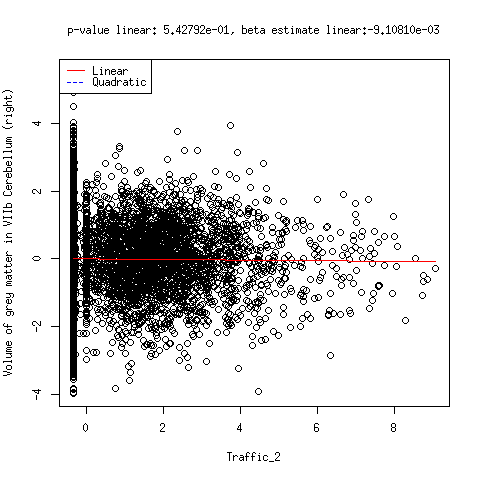 p-value linear: 5.42792e-01, beta estimate linear:-9.10810e-03
Linear
Quadratic
Volume of grey matter in VIIb Cerebellum (right)
4
2
0
-2
-4
0 2 4 6 8
Traffic_2